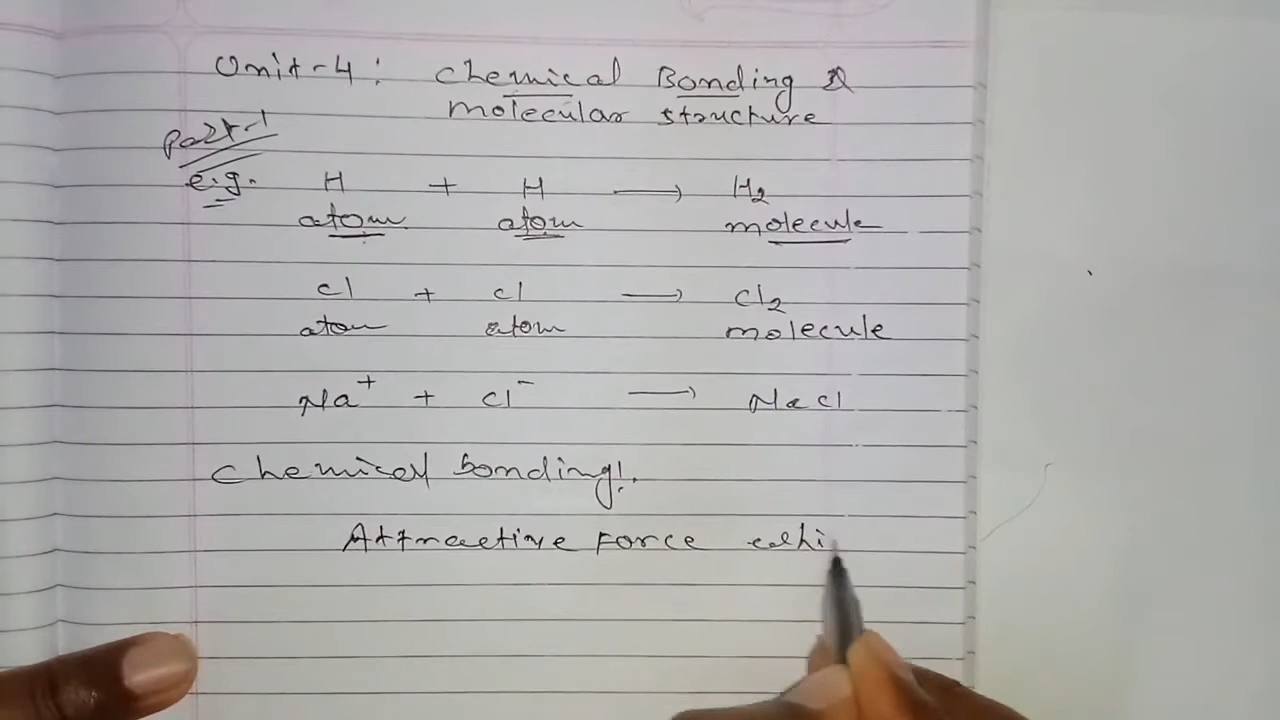 Unit-4: Chemical Bonding &
molecular structure
Part-1
e.g. H + H → H₂
atom atom molecule
Cl + Cl → Cl₂
atom atom molecule
Na⁺ + Cl⁻ → NaCl
Chemical bonding:
Attractive Force whi